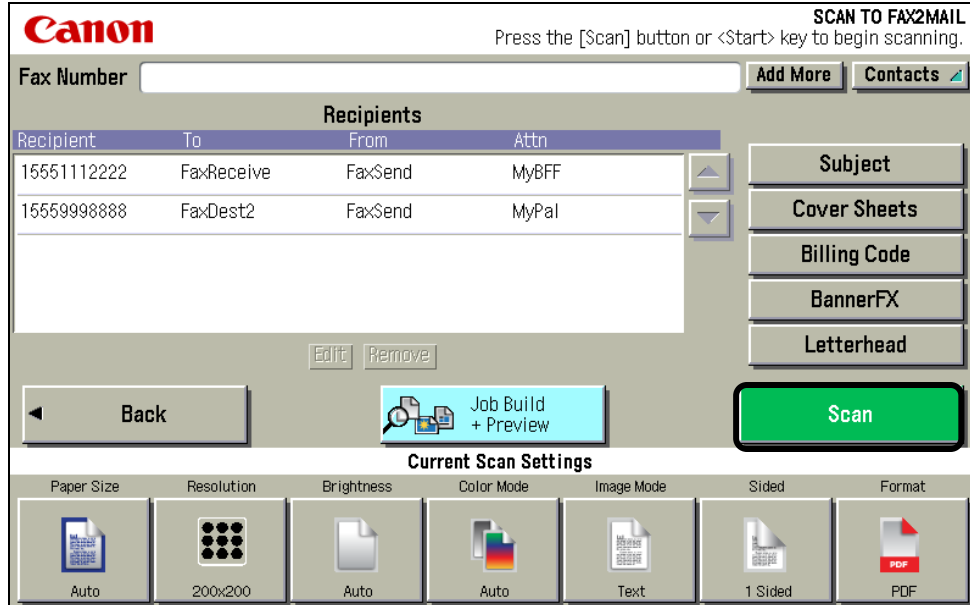 Canon
SCAN TO FAX2MAIL
Press the [Scan] button or <Start> key to begin scanning.
Fax Number
Add More
Contacts
Recipients
Recipient To From Attn
15551112222 FaxReceive FaxSend MyBFF
15559998888 FaxDest2 FaxSend MyPal
Subject
Cover Sheets
Billing Code
BannerFX
Letterhead
Edit Remove
Back
Job Build
+ Preview
Scan
Current Scan Settings
Paper Size Resolution Brightness Color Mode Image Mode Sided Format
PDF
Auto 200x200 Auto Auto Text 1 Sided PDF